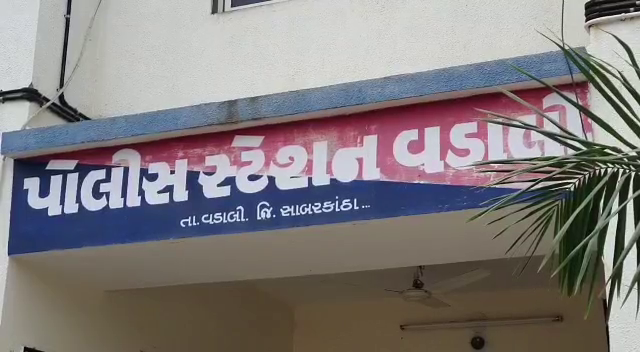 પોલીસ સ્ટેશન વડાલી
તા. વડાલી. જિ. સાબરકાંઠા...